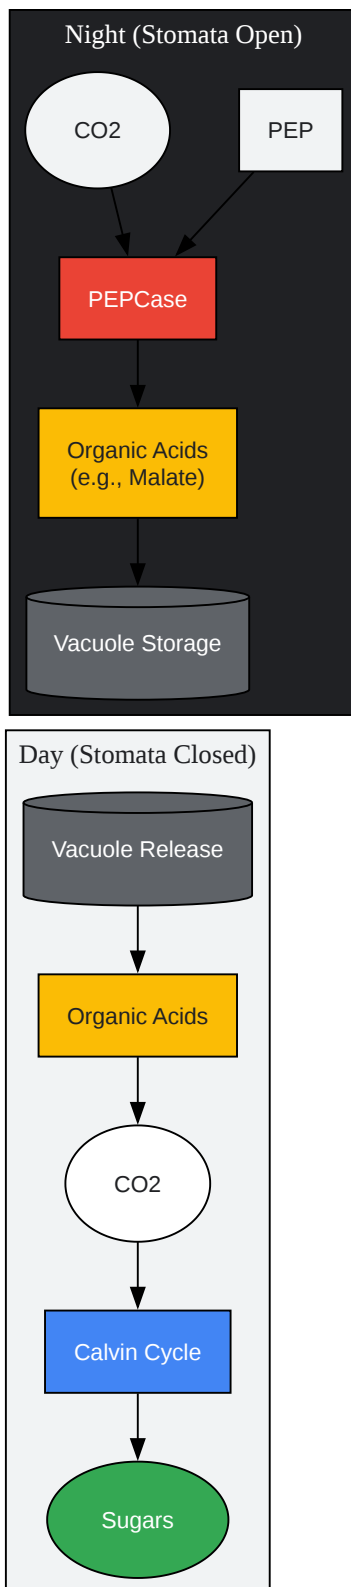 Night (Stomata Open)
CO2
PEP
PEPCase
Organic Acids
(e.g., Malate)
Vacuole Storage
Day (Stomata Closed)
Vacuole Release
Organic Acids
CO2
Calvin Cycle
Sugars